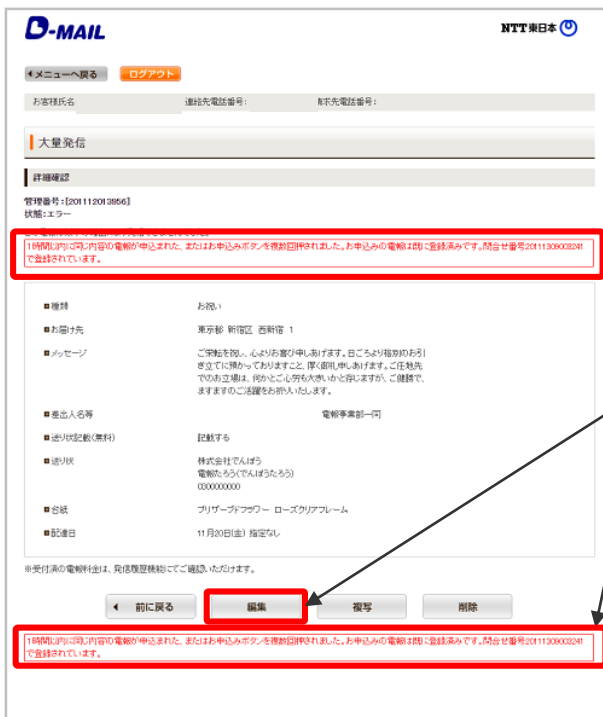 D-MAIL
NTT東日本
メニューへ戻る
ログアウト
お客様氏名
連絡先電話番号:
請求先電話番号:
大量発信
詳細確認
管理番号:[201112013956]
状態:エラー
1時間以内に同じ内容の電報が申込まれた、またはお申込みボタンを複数回押されました。お申込みの電報は既に登録済みです。問合せ番号20111309003241
で登録されています。
■種類
お祝い
■お届け先
東京都 新宿区 西新宿 1
■メッセージ
ご栄転を祝し、心よりお喜び申しあげます。日ごろより格別のお引
き立てに預かっておりますこと、厚く御礼申しあげます。ご任地先
でのお立場は、何かとご心労も大きいかと存じますが、ご健勝で、
ますますのご活躍をお祈りいたします。
■差出人名等
電報事業部一同
■送り状記載(無料)
記載する
■送り状
株式会社でんぽう
電報たろう(でんぽうたろう)
0300000000
■台紙
プリザーブドフラワー ローズクリアフレーム
■配達日
11月20日(金) 指定なし
※受付済の電報料金は、発信履歴機能にてご確認いただけます。
前に戻る
編集
複写
削除
1時間以内に同じ内容の電報が申込まれた、またはお申込みボタンを複数回押されました。お申込みの電報は既に登録済みです。問合せ番号20111309003241
で登録されています。